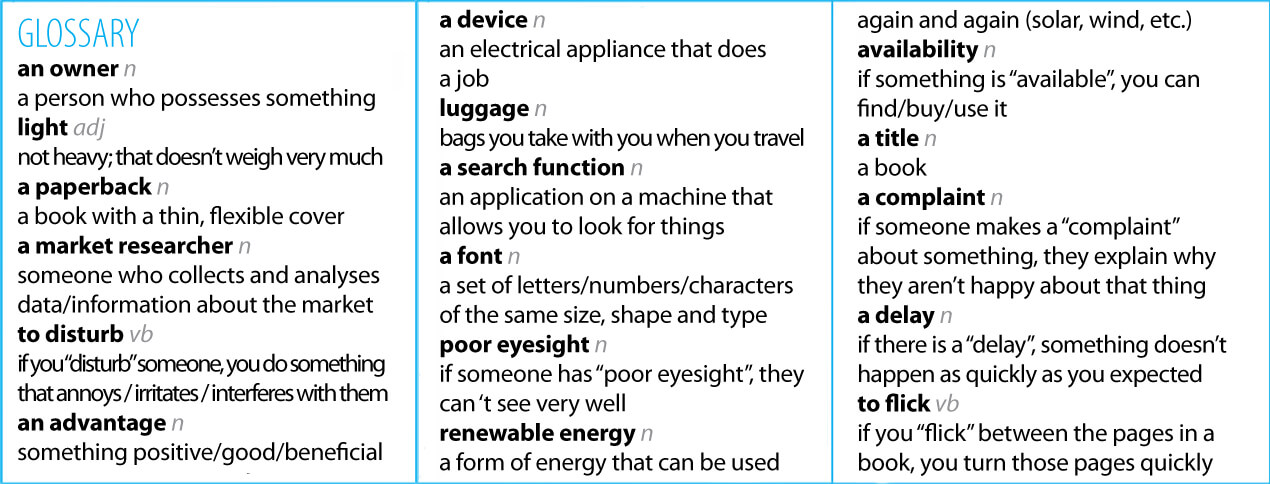 GLOSSARY
an owner n
a person who possesses something
light adj
not heavy; that doesn’t weigh very much
a paperback n
a book with a thin, flexible cover
a market researcher n
someone who collects and analyses
data/information about the market
to disturb vb
if you “disturb” someone, you do something
that annoys / irritates / interferes with them
an advantage n
something positive/good/beneficial
a device n
an electrical appliance that does
a job
luggage n
bags you take with you when you travel
a search function n
an application on a machine that
allows you to look for things
a font n
a set of letters/numbers/characters
of the same size, shape and type
poor eyesight n
if someone has “poor eyesight”, they
can ‘t see very well
renewable energy n
a form of energy that can be used
again and again (solar, wind, etc.)
availability n
if something is “available”, you can
find/buy/use it
a title n
a book
a complaint n
if someone makes a “complaint”
about something, they explain why
they aren’t happy about that thing
a delay n
if there is a “delay”, something doesn’t
happen as quickly as you expected
to flick vb
if you “flick” between the pages in a
book, you turn those pages quickly